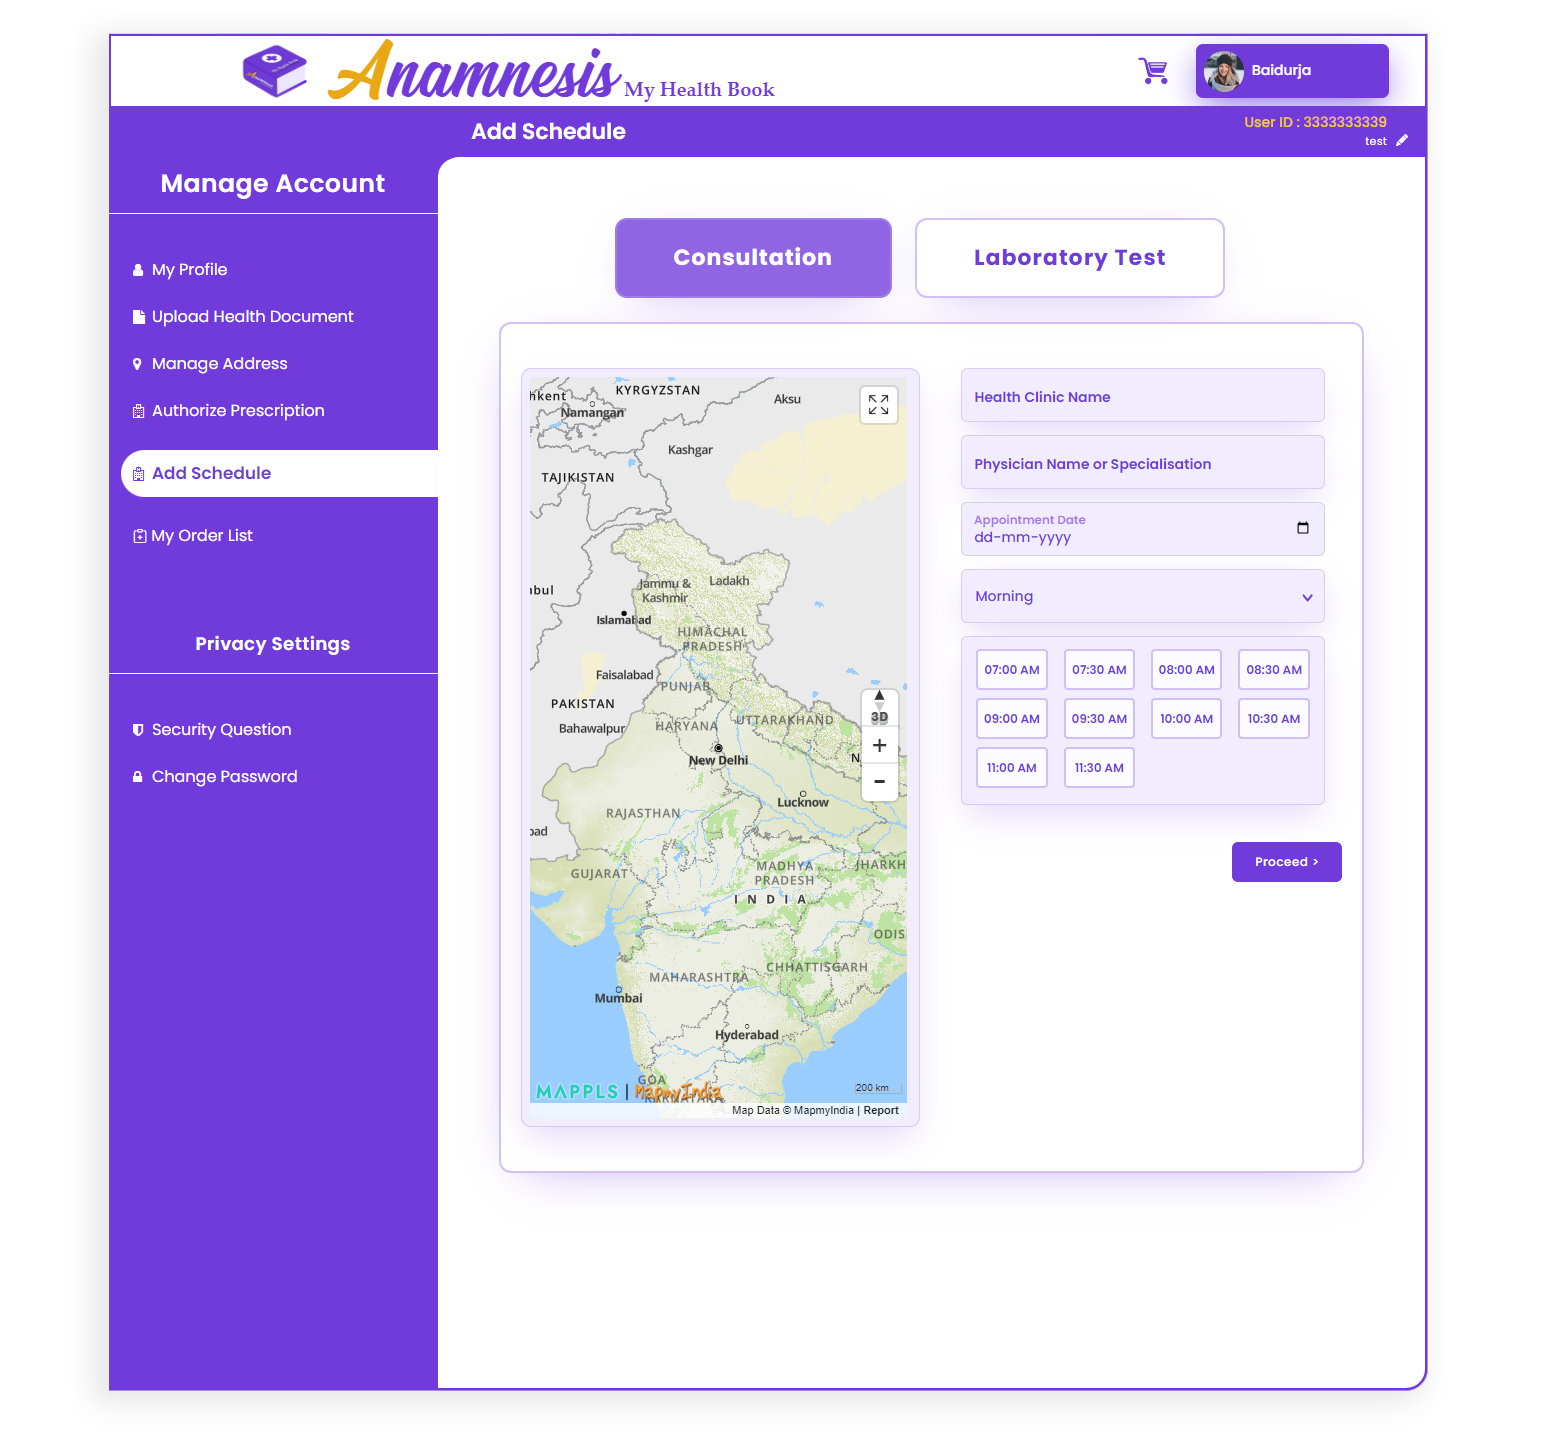 Anamnesis My Health Book
Baidurja
Add Schedule
User ID : 3333333339
test
Manage Account
My Profile
Upload Health Document
Manage Address
Authorize Prescription
Add Schedule
My Order List
Privacy Settings
Security Question
Change Password
Consultation
Laboratory Test
hkent
KYRGYZSTAN
Namangan
Aksu
Kashgar
TAJIKISTAN
Jammu &
Kashmir
Ladakh
bul
Islamabad
HIMACHAL
PRADESH
Faisalabad
PUNJAB
PAKISTAN
Bahawalpur
HARYANA
UTTARAKHAND
3D
+
-
N
New Delhi
Lucknow
RAJASTHAN
bad
MADHYA
PRADESH
JHARKH
GUJARAT
INDIA
ODIS
CHHATTISGARH
MAHARASHTRA
Mumbai
Hyderabad
GOA
KARNATAKA
MAPPLS | MapmyIndia
200 km
Map Data © MapmyIndia | Report
Health Clinic Name
Physician Name or Specialisation
Appointment Date
dd-mm-yyyy
Morning
07:00 AM 07:30 AM 08:00 AM 08:30 AM
09:00 AM 09:30 AM 10:00 AM 10:30 AM
11:00 AM 11:30 AM
Proceed >